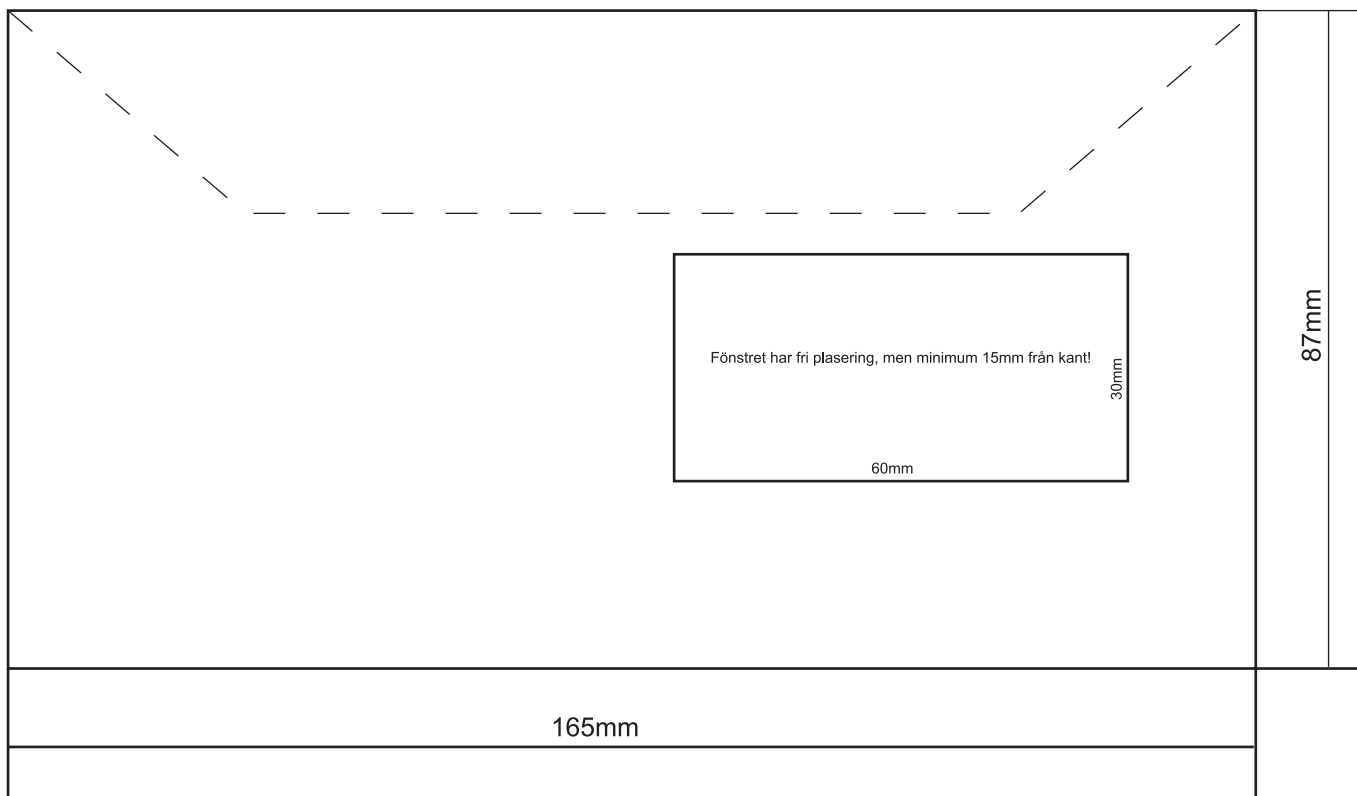 87mm
Fönstret har fri plasering, men minimum 15mm från kant!
30mm
60mm
165mm